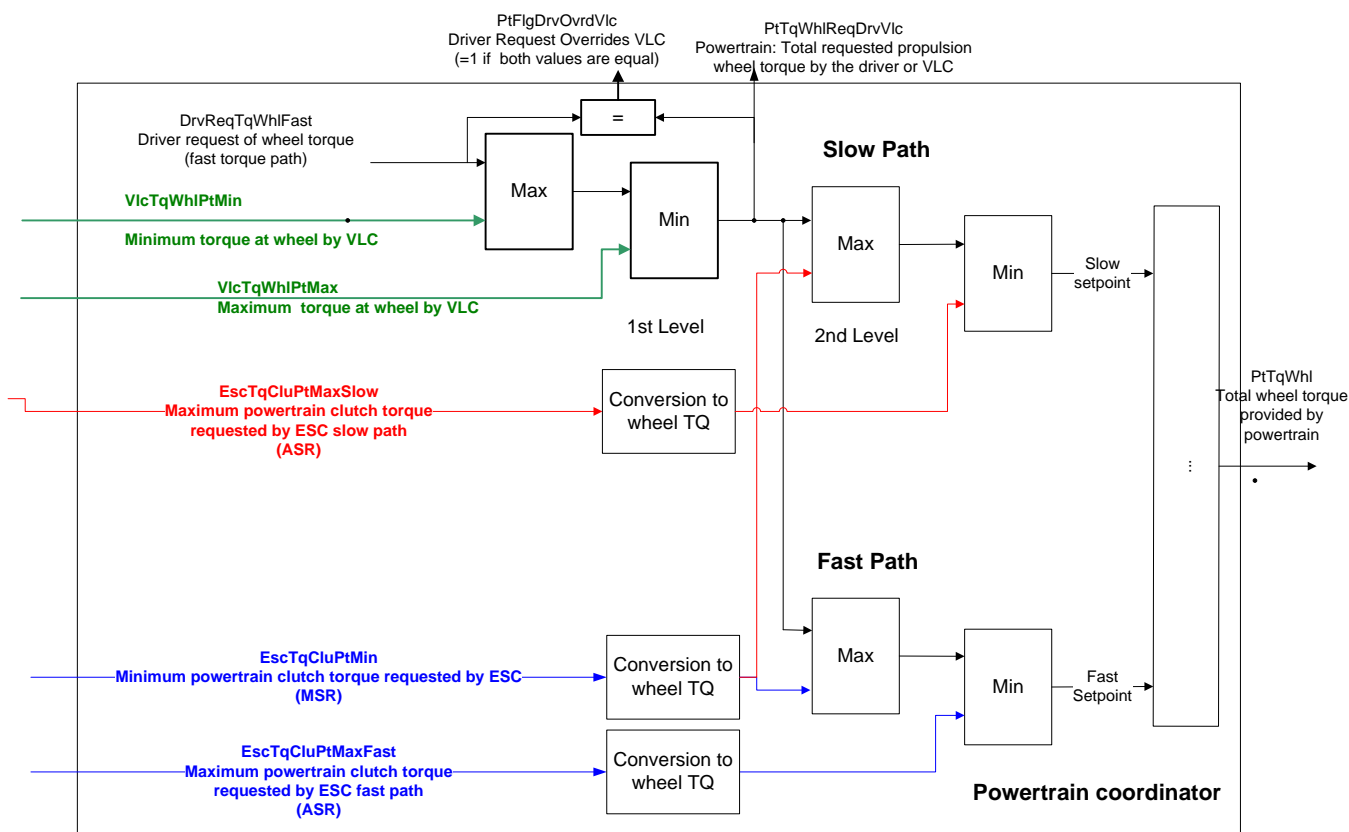 PtFlgDrvOvrdVlc
Driver Request Overrides VLC
(=1 if both values are equal)
PtTqWhlReqDrvVlc
Powertrain: Total requested propulsion
wheel torque by the driver or VLC
DrvReqTqWhlFast
Driver request of wheel torque
(fast torque path)
=
Max
Min
VlcTqWhlPtMin
Minimum torque at wheel by VLC
VlcTqWhlPtMax
Maximum torque at wheel by VLC
1st Level
Slow Path
Max
Min
2nd Level
Slow
setpoint
EscTqCluPtMaxSlow
Maximum powertrain clutch torque
requested by ESC slow path
(ASR)
Conversion to
wheel TQ
...
PtTqWhl
Total wheel torque
provided by
powertrain
Fast Path
Max
Min
Fast
Setpoint
EscTqCluPtMin
Minimum powertrain clutch torque requested by ESC
(MSR)
Conversion to
wheel TQ
EscTqCluPtMaxFast
Maximum powertrain clutch torque
requested by ESC fast path
(ASR)
Conversion to
wheel TQ
Powertrain coordinator